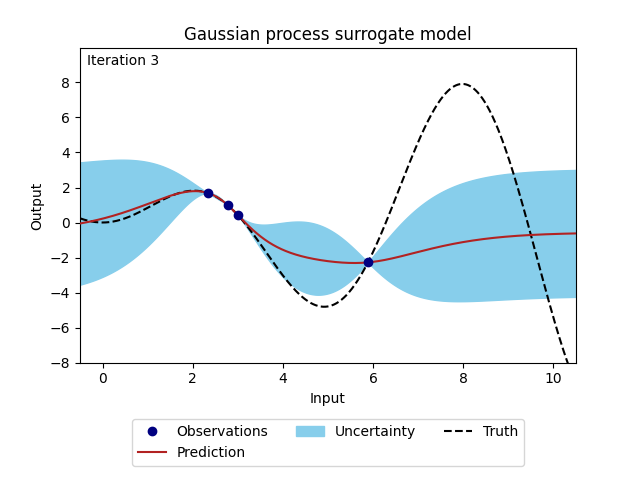 Gaussian process surrogate model
Iteration 3
8
6
4
2
0
−2
−4
−6
−8
Output
0 2 4 6 8 10
Input
Observations Uncertainty Truth
Prediction